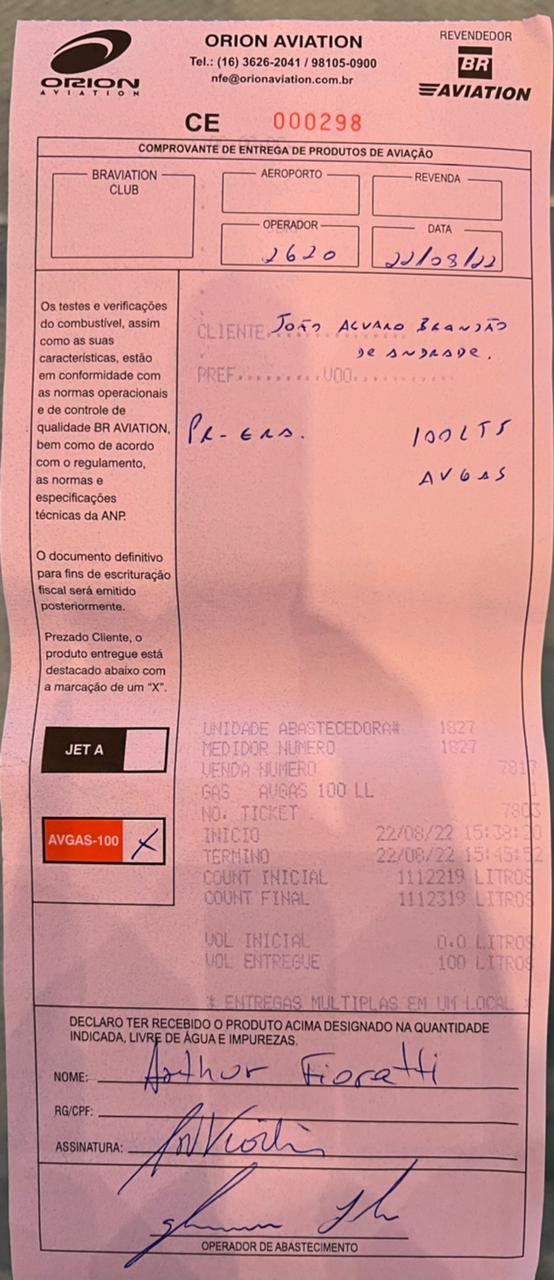 ORION
AVIATION
ORION AVIATION
Tel.: (16) 3626-2041 / 98105-0900
nfe@orionaviation.com.br
REVENDEDOR
BR
AVIATION
CE 000298
COMPROVANTE DE ENTREGA DE PRODUTOS DE AVIAÇÃO
BRAVIATION
CLUB
AEROPORTO
REVENDA
OPERADOR
2620
DATA
22/08/22
Os testes e verificações
do combustível, assim
como as suas
características, estão
em conformidade com
as normas operacionais
e de controle de
qualidade BR AVIATION,
bem como de acordo
com o regulamento,
as normas e
especificações
técnicas da ANP.
O documento definitivo
para fins de escrituração
fiscal será emitido
posteriormente.
Prezado Cliente, o
produto entregue está
destacado abaixo com
a marcação de um "X".
JET A
AVGAS-100 X
CLIENTE JOÃO ALVARO BRANDÃO
DE ANDRADE.
PREF.........VOO............
100 LTS
AVGAS
UNIDADE ABASTECEDORA# 1827
MEDIDOR NUMERO 1827
VENDA NUMERO 7817
GAS AVGAS 100 LL 1
NO. TICKET 7803
INICIO 22/08/22 15:38:20
TERMINO 22/08/22 15:43:52
COUNT INICIAL 1112219 LITROS
COUNT FINAL 1112319 LITROS
VOL INICIAL 0.0 LITROS
VOL ENTREGUE 100 LITROS
* ENTREGAS MULTIPLAS EM UM LOCAL *
DECLARO TER RECEBIDO O PRODUTO ACIMA DESIGNADO NA QUANTIDADE
INDICADA, LIVRE DE ÁGUA E IMPUREZAS.
NOME: Arthur Fioratti
RG/CPF:
ASSINATURA:
OPERADOR DE ABASTECIMENTO